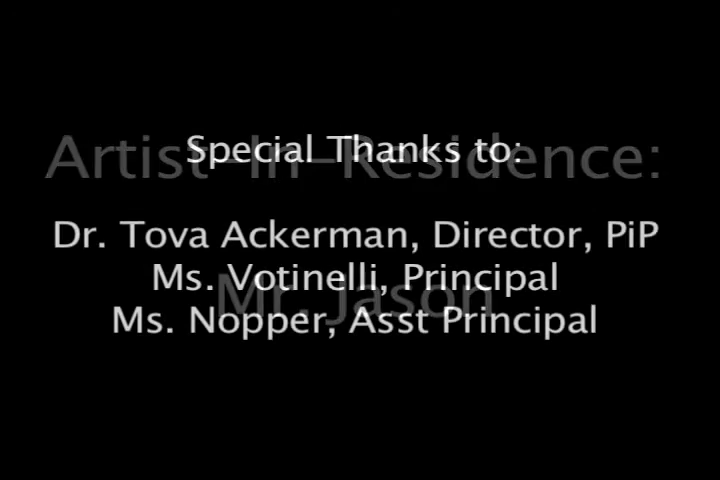 Artist-In-Residence:
Special Thanks to:
Dr. Tova Ackerman, Director, PiP
Ms. Votinelli, Principal
Mr. Jason
Ms. Nopper, Asst Principal